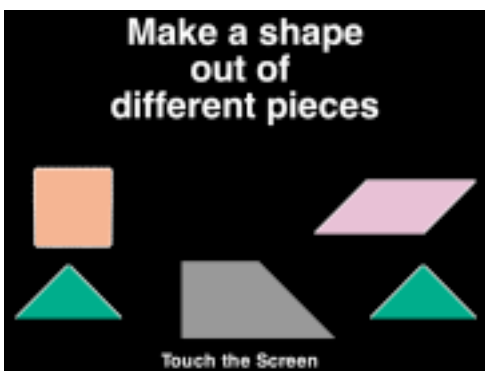 Make a shape
out of
different pieces
Touch the Screen